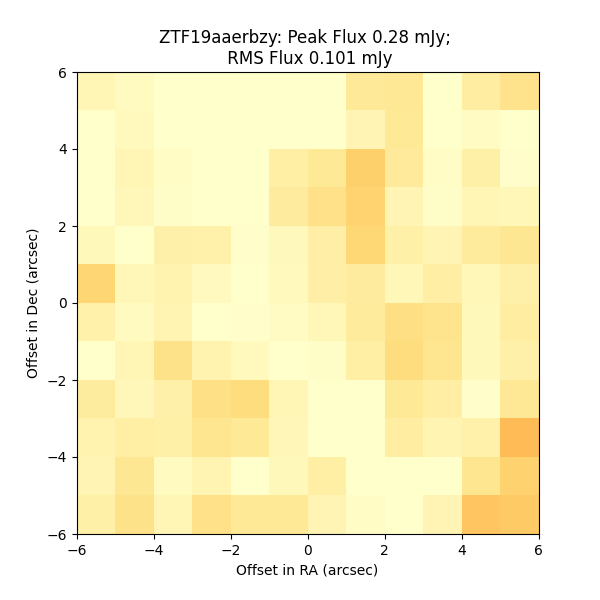 ZTF19aaerbzy: Peak Flux 0.28 mJy;
RMS Flux 0.101 mJy
6
4
2
0
−2
−4
−6
Offset in Dec (arcsec)
−6 −4 −2 0 2 4 6
Offset in RA (arcsec)